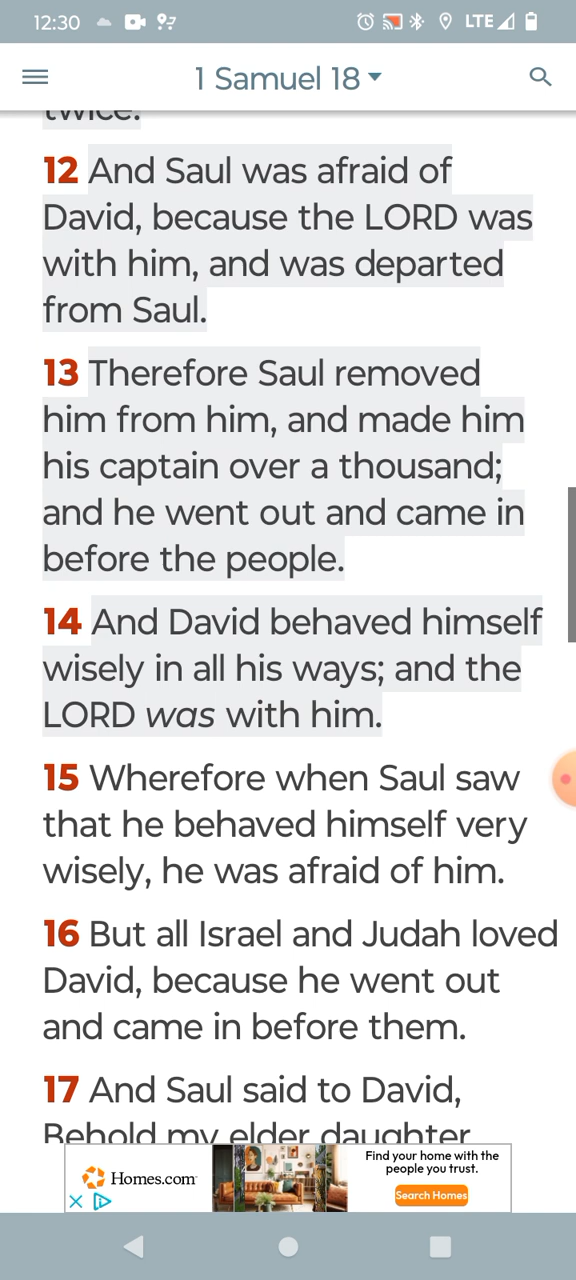 12:30
LTE
1 Samuel 18
twice.
12 And Saul was afraid of
David, because the LORD was
with him, and was departed
from Saul.
13 Therefore Saul removed
him from him, and made him
his captain over a thousand;
and he went out and came in
before the people.
14 And David behaved himself
wisely in all his ways; and the
LORD was with him.
15 Wherefore when Saul saw
that he behaved himself very
wisely, he was afraid of him.
16 But all Israel and Judah loved
David, because he went out
and came in before them.
17 And Saul said to David,
Behold my elder daughter
Homes.com
Find your home with the
people you trust.
Search Homes